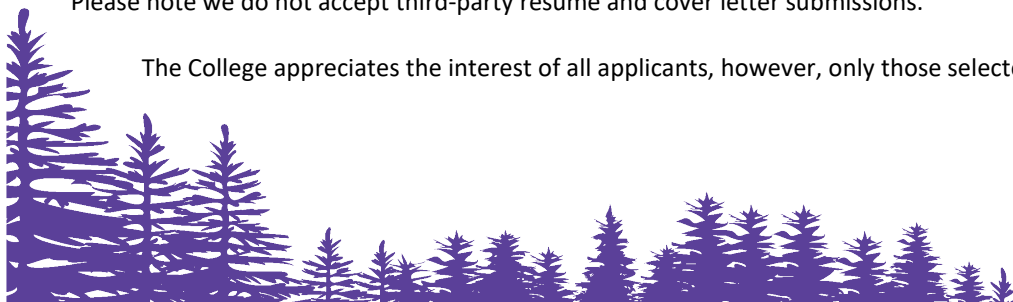 Please note we do not accept third-party resume and cover letter submissions.
The College appreciates the interest of all applicants, however, only those selecte